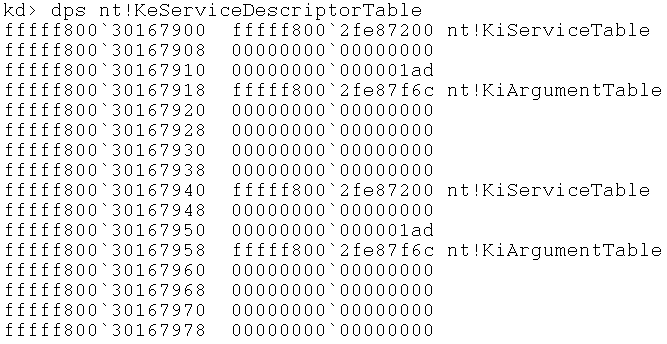 kd> dps nt!KeServiceDescriptorTable
fffff800`30167900  fffff800`2fe87200 nt!KiServiceTable
fffff800`30167908  00000000`00000000
fffff800`30167910  00000000`000001ad
fffff800`30167918  fffff800`2fe87f6c nt!KiArgumentTable
fffff800`30167920  00000000`00000000
fffff800`30167928  00000000`00000000
fffff800`30167930  00000000`00000000
fffff800`30167938  00000000`00000000
fffff800`30167940  fffff800`2fe87200 nt!KiServiceTable
fffff800`30167948  00000000`00000000
fffff800`30167950  00000000`000001ad
fffff800`30167958  fffff800`2fe87f6c nt!KiArgumentTable
fffff800`30167960  00000000`00000000
fffff800`30167968  00000000`00000000
fffff800`30167970  00000000`00000000
fffff800`30167978  00000000`00000000